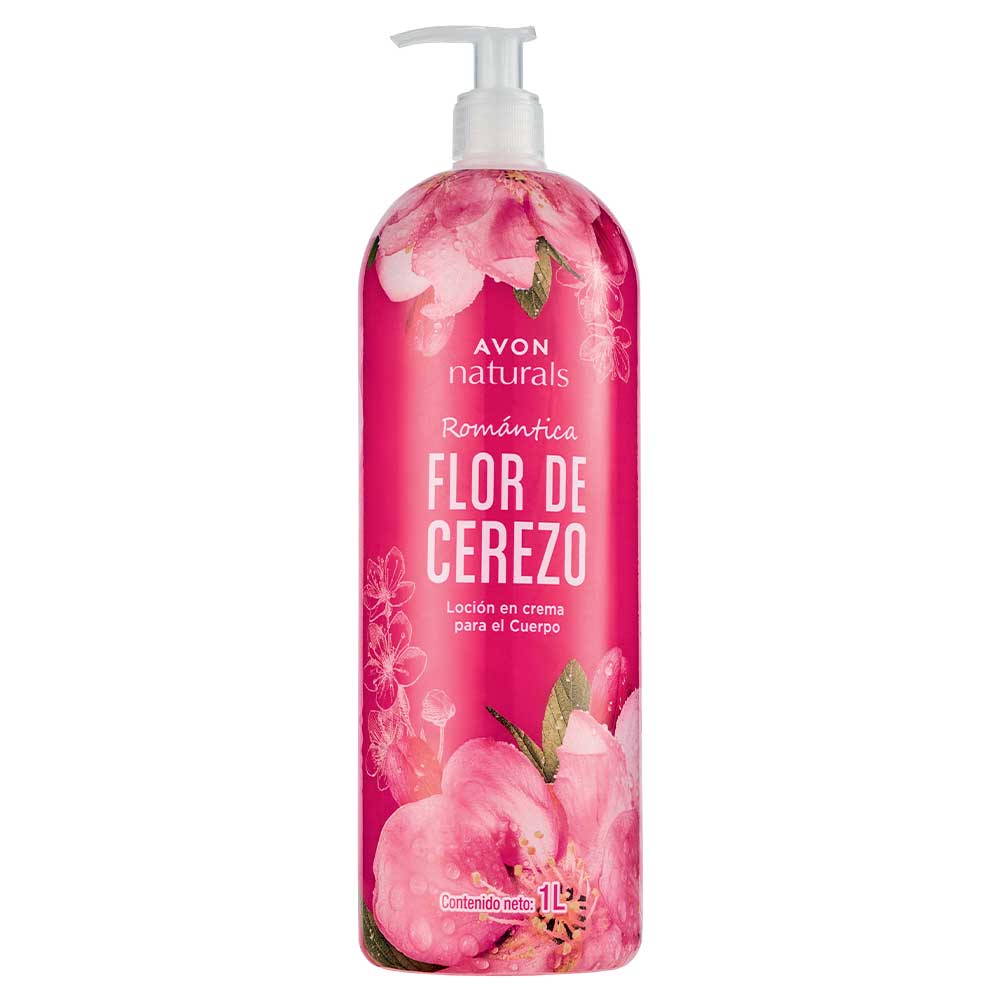 AVON
naturals
Romántica
FLOR DE
CEREZO
Loción en crema
para el Cuerpo
Contenido neto: 1L